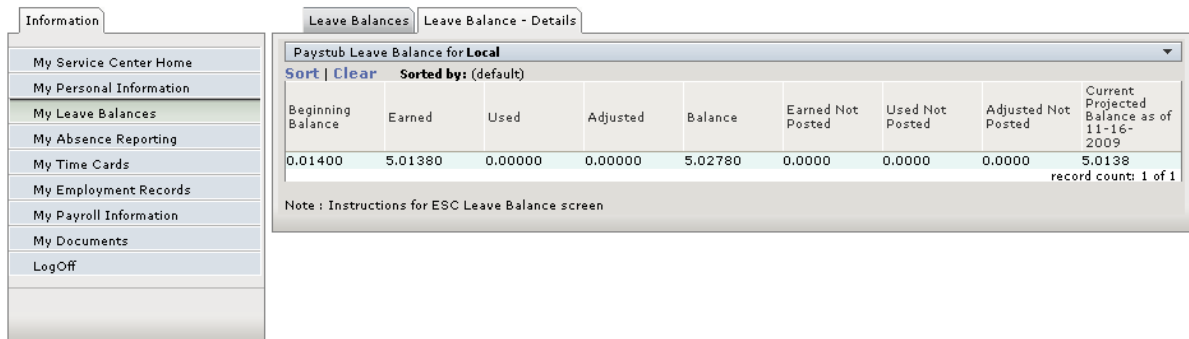 Information
My Service Center Home
My Personal Information
My Leave Balances
My Absence Reporting
My Time Cards
My Employment Records
My Payroll Information
My Documents
LogOff
Leave Balances Leave Balance - Details
Paystub Leave Balance for Local
Sort | Clear Sorted by: (default)
Beginning Balance Earned Used Adjusted Balance Earned Not Posted Used Not Posted Adjusted Not Posted Current Projected Balance as of 11-16-2009
0.01400 5.01380 0.00000 0.00000 5.02780 0.0000 0.0000 0.0000 5.0138
record count: 1 of 1
Note : Instructions for ESC Leave Balance screen